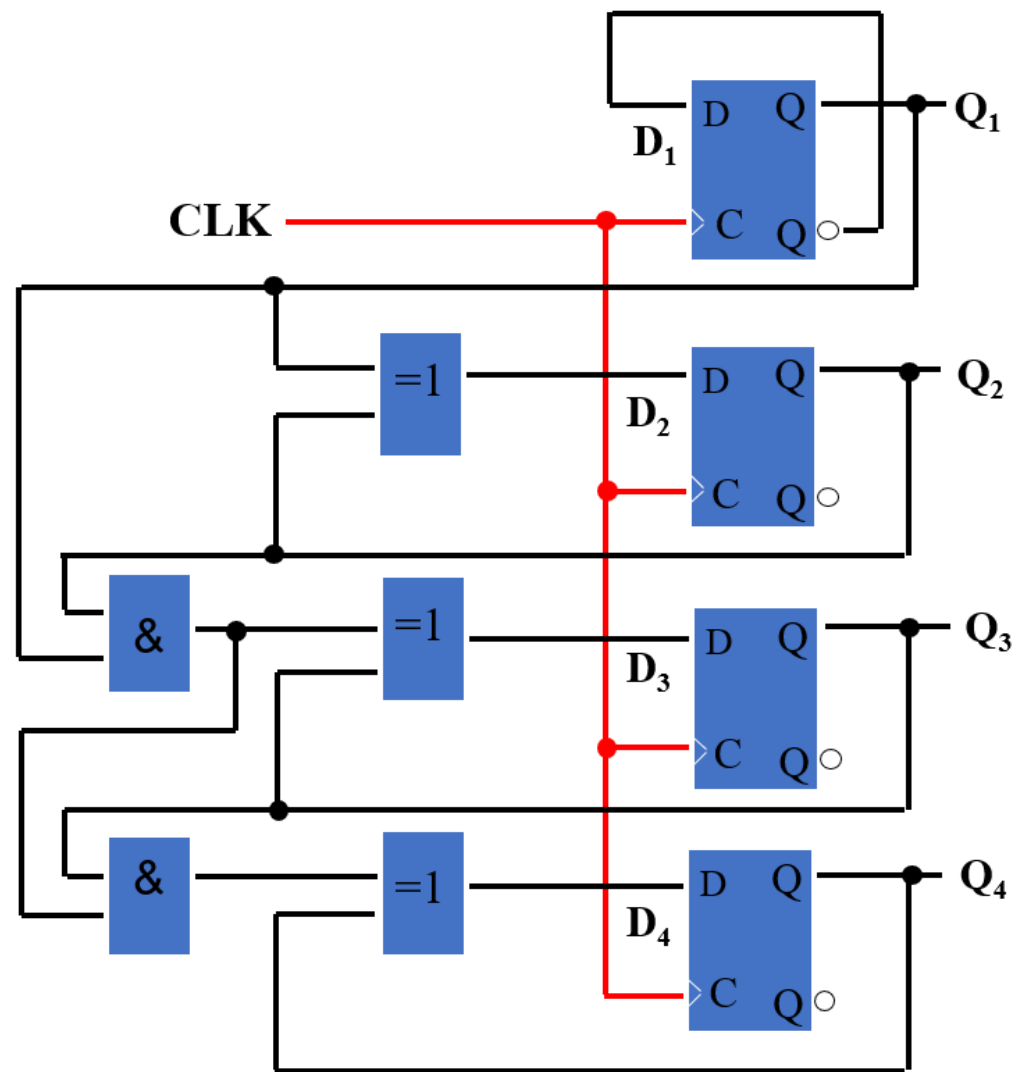 D Q Q₁
D₁
CLK C Q
=1 D Q Q₂
D₂
C Q
& =1 D Q Q₃
D₃
C Q
& =1 D Q Q₄
D₄
C Q